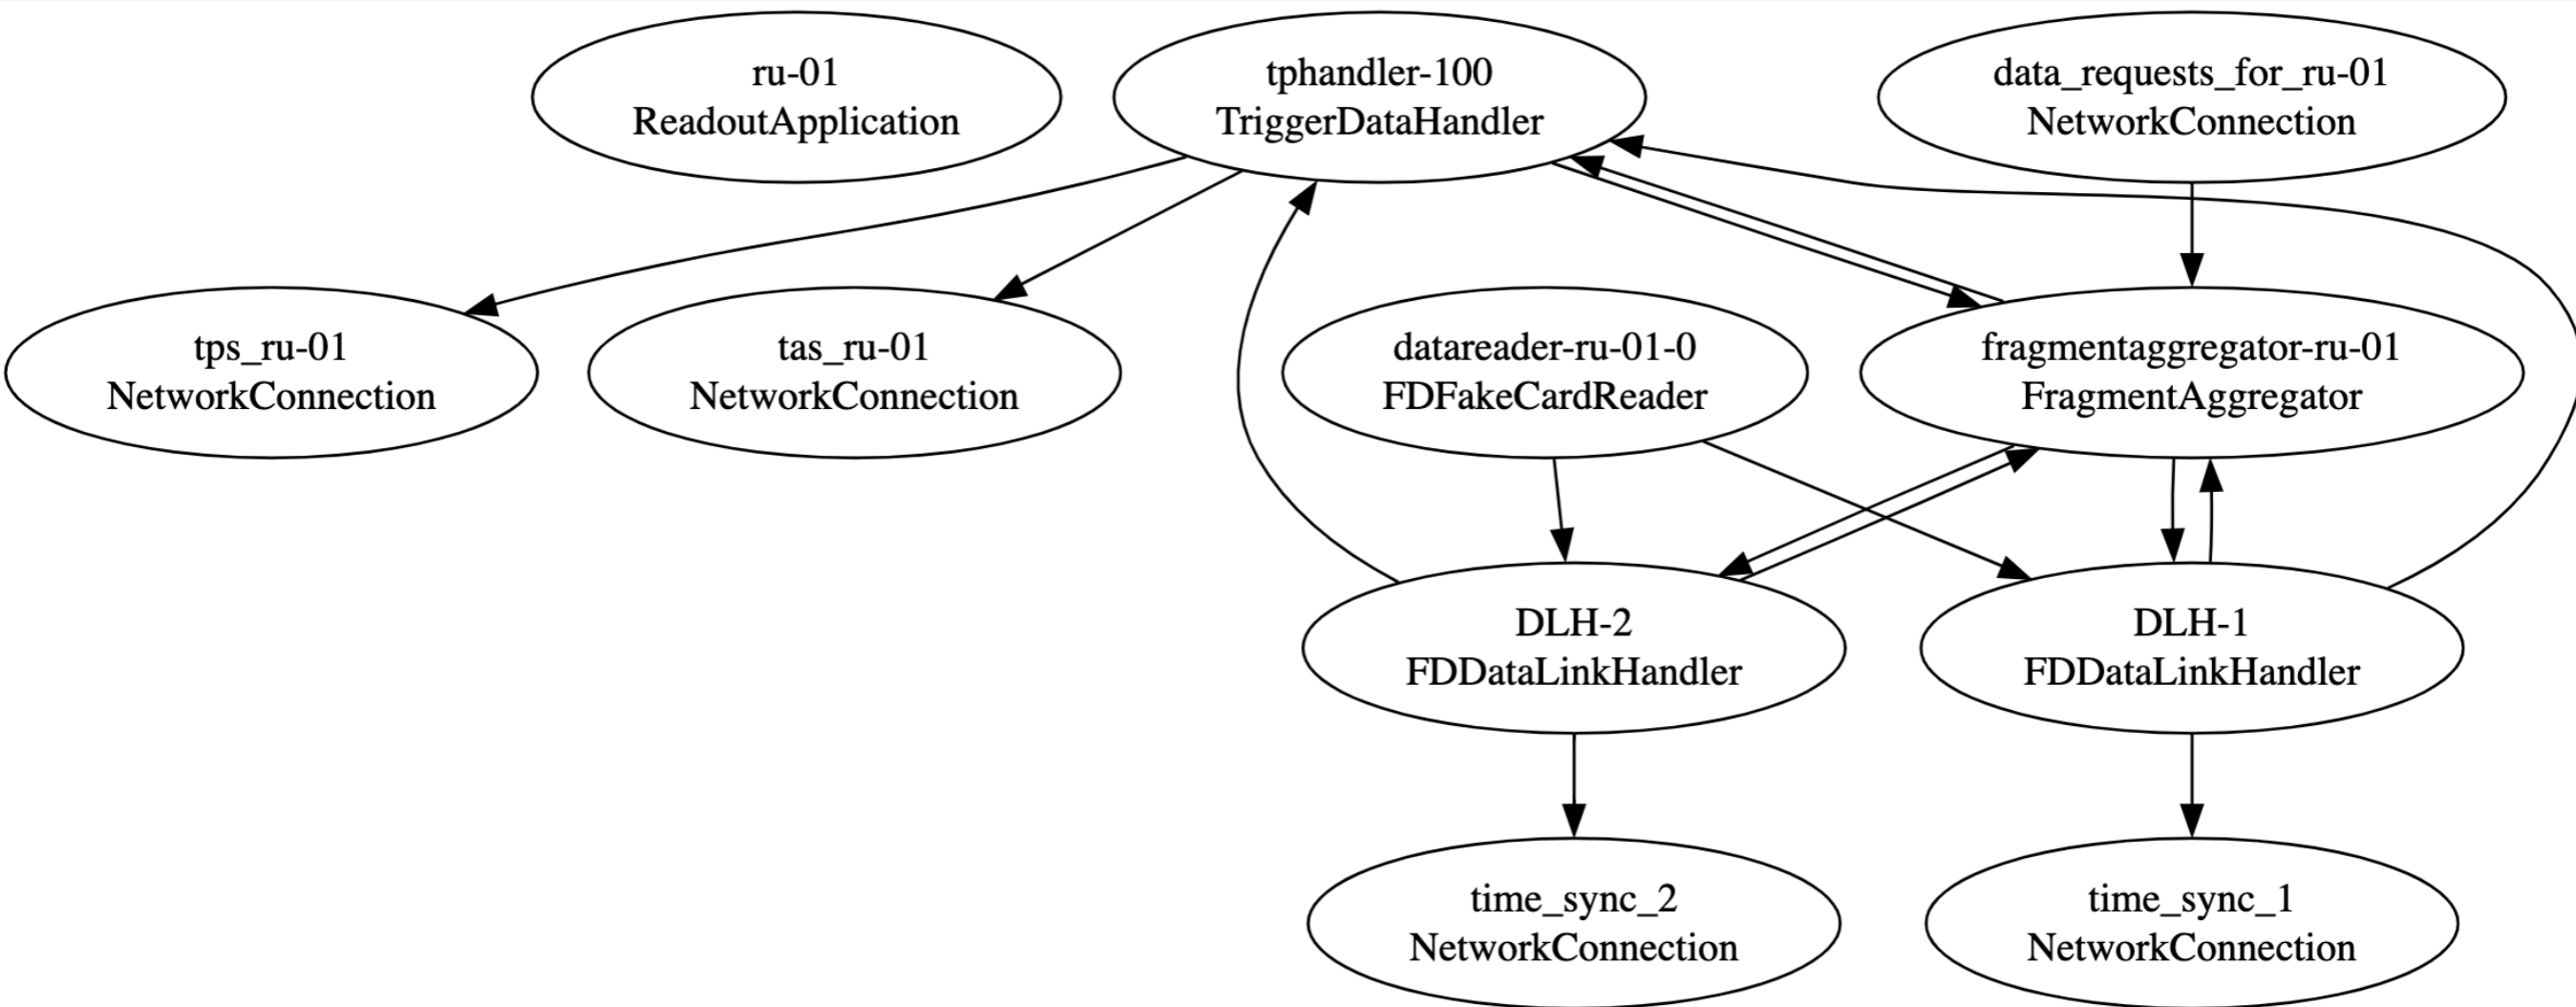 ru-01
ReadoutApplication
tphandler-100
TriggerDataHandler
data_requests_for_ru-01
NetworkConnection
tps_ru-01
NetworkConnection
tas_ru-01
NetworkConnection
datareader-ru-01-0
FDFakeCardReader
fragmentaggregator-ru-01
FragmentAggregator
DLH-2
FDDataLinkHandler
DLH-1
FDDataLinkHandler
time_sync_2
NetworkConnection
time_sync_1
NetworkConnection